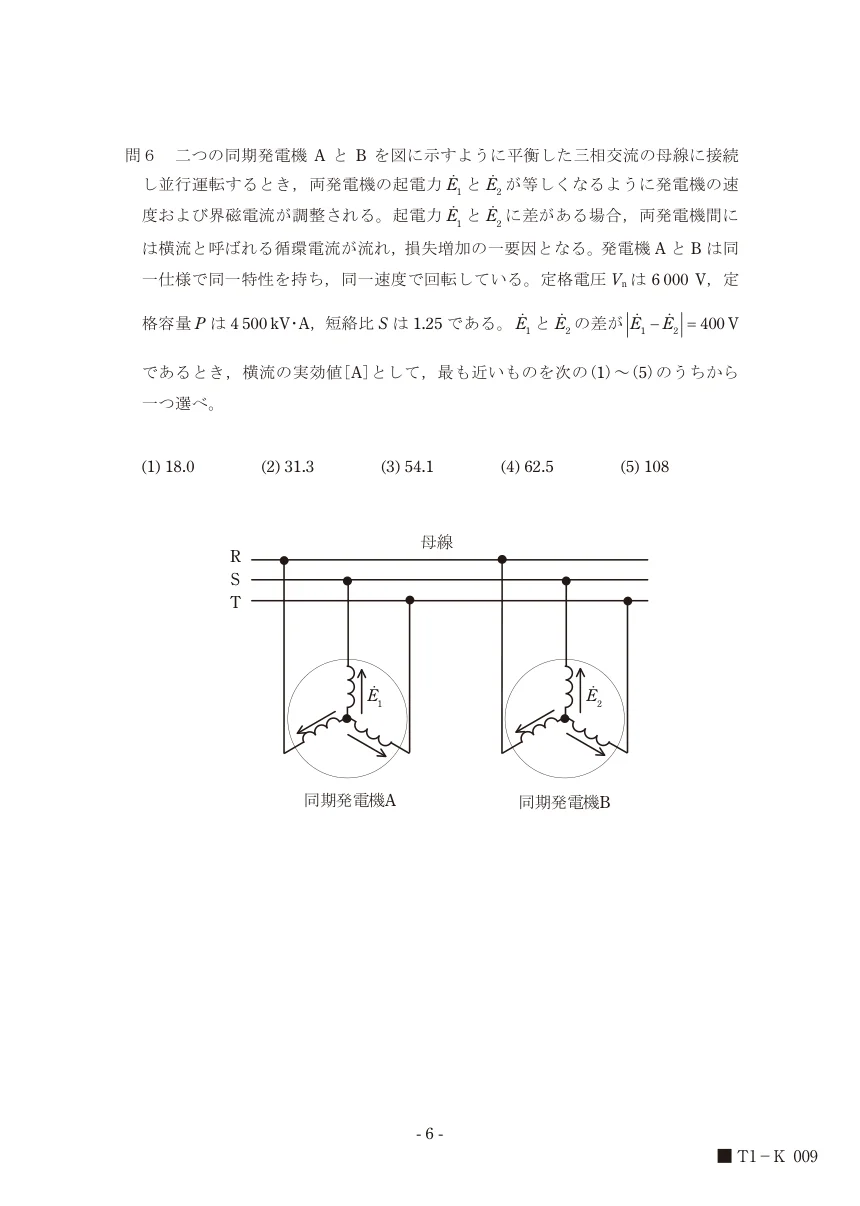 問６　二つの同期発電機 A と B を図に示すように平衡した三相交流の母線に接続
し並行運転するとき，両発電機の起電力 Ė₁ と Ė₂ が等しくなるように発電機の速
度および界磁電流が調整される。起電力 Ė₁ と Ė₂ に差がある場合，両発電機間に
は横流と呼ばれる循環電流が流れ，損失増加の一要因となる。発電機 A と B は同
一仕様で同一特性を持ち，同一速度で回転している。定格電圧 Vₙ は 6 000 V，定
格容量 P は 4 500 kV･A，短絡比 S は 1.25 である。Ė₁ と Ė₂ の差が |Ė₁ − Ė₂| = 400 V
であるとき，横流の実効値[A]として，最も近いものを次の(1)～(5)のうちから
一つ選べ。
(1) 18.0 (2) 31.3 (3) 54.1 (4) 62.5 (5) 108
母線
R
S
T
Ė₁ Ė₂
同期発電機A 同期発電機B
- 6 -
■ T1－K 009